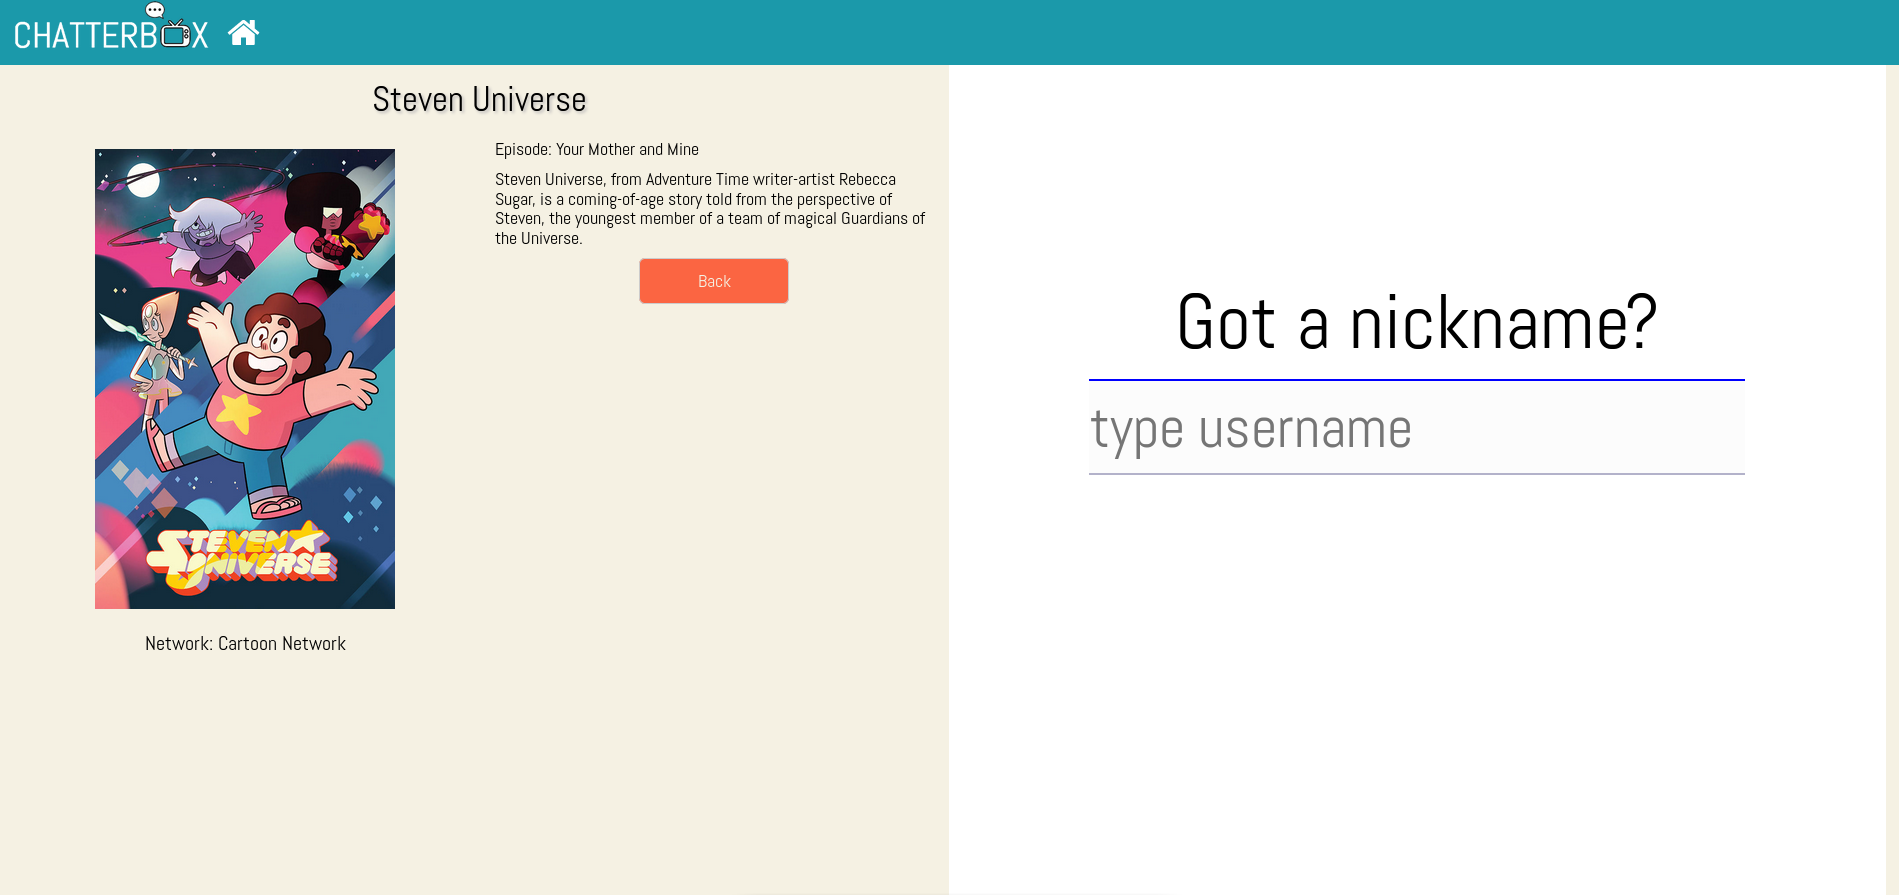 CHATTERBOX
Steven Universe
Episode: Your Mother and Mine
Steven Universe, from Adventure Time writer-artist Rebecca
Sugar, is a coming-of-age story told from the perspective of
Steven, the youngest member of a team of magical Guardians of
the Universe.
Back
STEVEN
UNIVERSE
Network: Cartoon Network
Got a nickname?
type username